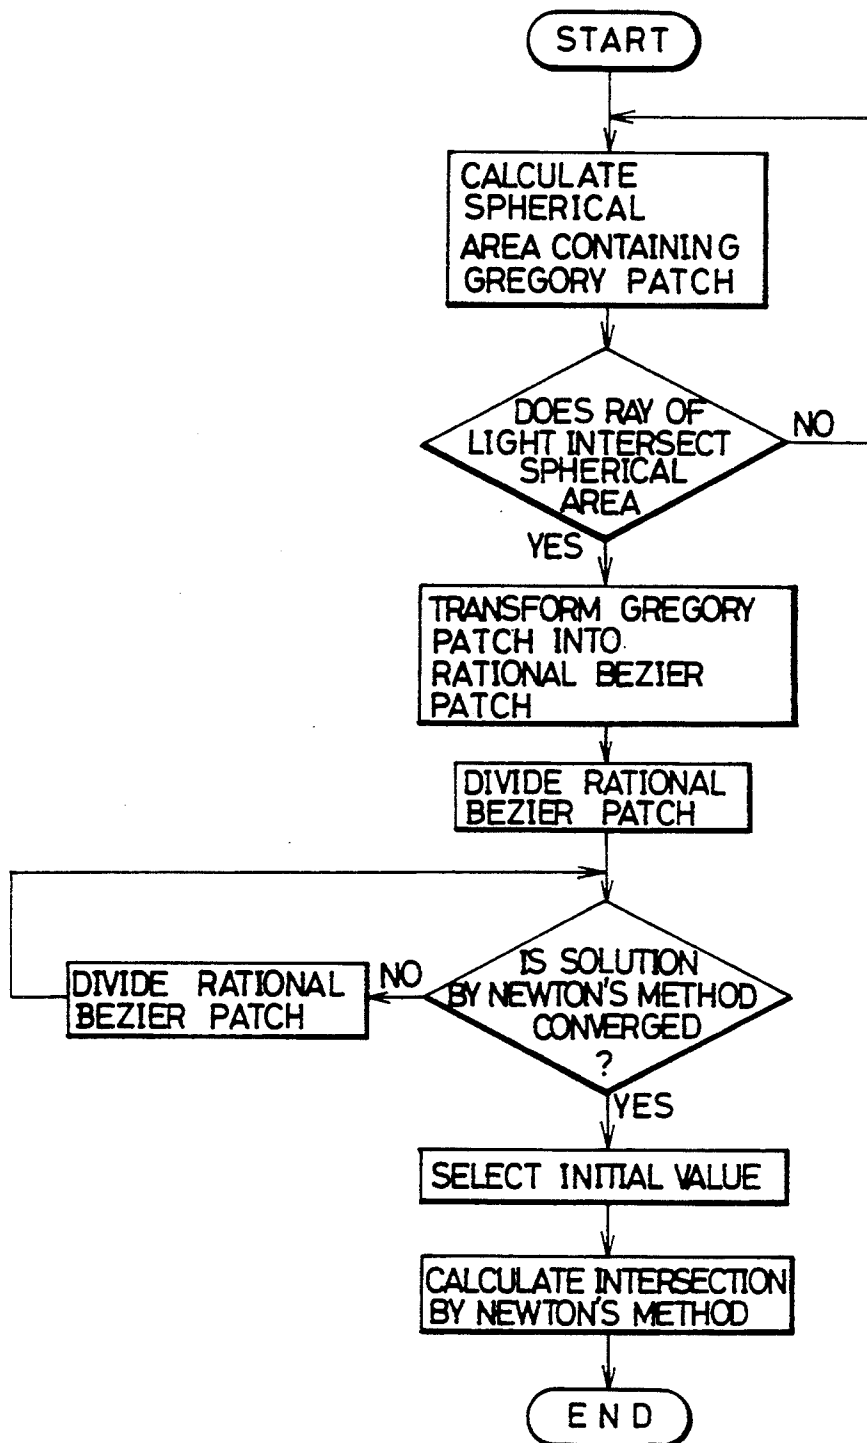 START
CALCULATE
SPHERICAL
AREA CONTAINING
GREGORY PATCH
DOES RAY OF
LIGHT INTERSECT
SPHERICAL
AREA
NO
YES
TRANSFORM GREGORY
PATCH INTO
RATIONAL BEZIER
PATCH
DIVIDE RATIONAL
BEZIER PATCH
IS SOLUTION
BY NEWTON'S METHOD
CONVERGED
?
NO
DIVIDE RATIONAL
BEZIER PATCH
YES
SELECT INITIAL VALUE
CALCULATE INTERSECTION
BY NEWTON'S METHOD
END